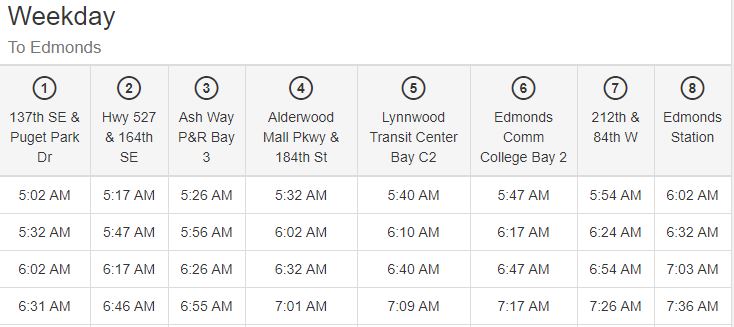 Weekday
To Edmonds
1 2 3 4 5 6 7 8
137th SE & Hwy 527 Ash Way Alderwood Lynnwood Edmonds 212th & Edmonds
Puget Park & 164th P&R Bay Mall Pkwy & Transit Center Comm 84th W Station
Dr SE 3 184th St Bay C2 College Bay 2
5:02 AM 5:17 AM 5:26 AM 5:32 AM 5:40 AM 5:47 AM 5:54 AM 6:02 AM
5:32 AM 5:47 AM 5:56 AM 6:02 AM 6:10 AM 6:17 AM 6:24 AM 6:32 AM
6:02 AM 6:17 AM 6:26 AM 6:32 AM 6:40 AM 6:47 AM 6:54 AM 7:03 AM
6:31 AM 6:46 AM 6:55 AM 7:01 AM 7:09 AM 7:17 AM 7:26 AM 7:36 AM